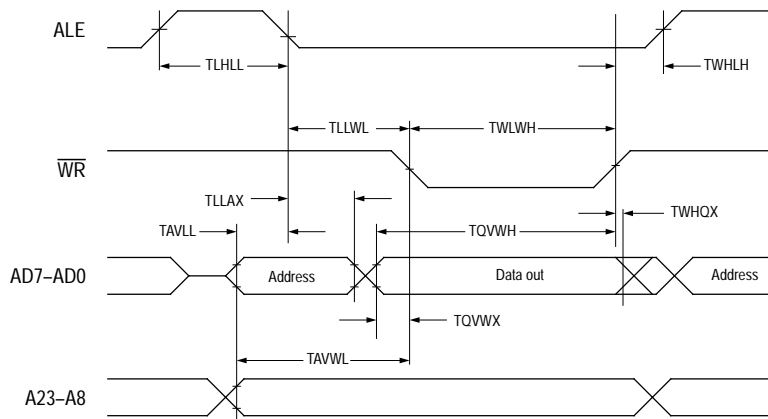 ALE
TLHLL
TWHLH
TLLWL
TWLWH
WR
TLLAX
TWHQX
TAVLL
TQVWH
AD7–AD0
Address
Data out
Address
TQVWX
TAVWL
A23–A8